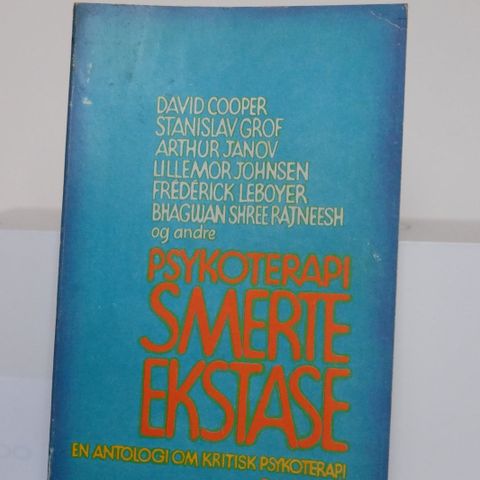 DAVID COOPER
STANISLAV GROF
ARTHUR JANOV
LILLEMOR JOHNSEN
FRÉDÉRICK LEBOYER
BHAGWAN SHREE RAJNEESH
og andre
PSYKOTERAPI
SMERTE
EKSTASE
EN ANTOLOGI OM KRITISK PSYKOTERAPI